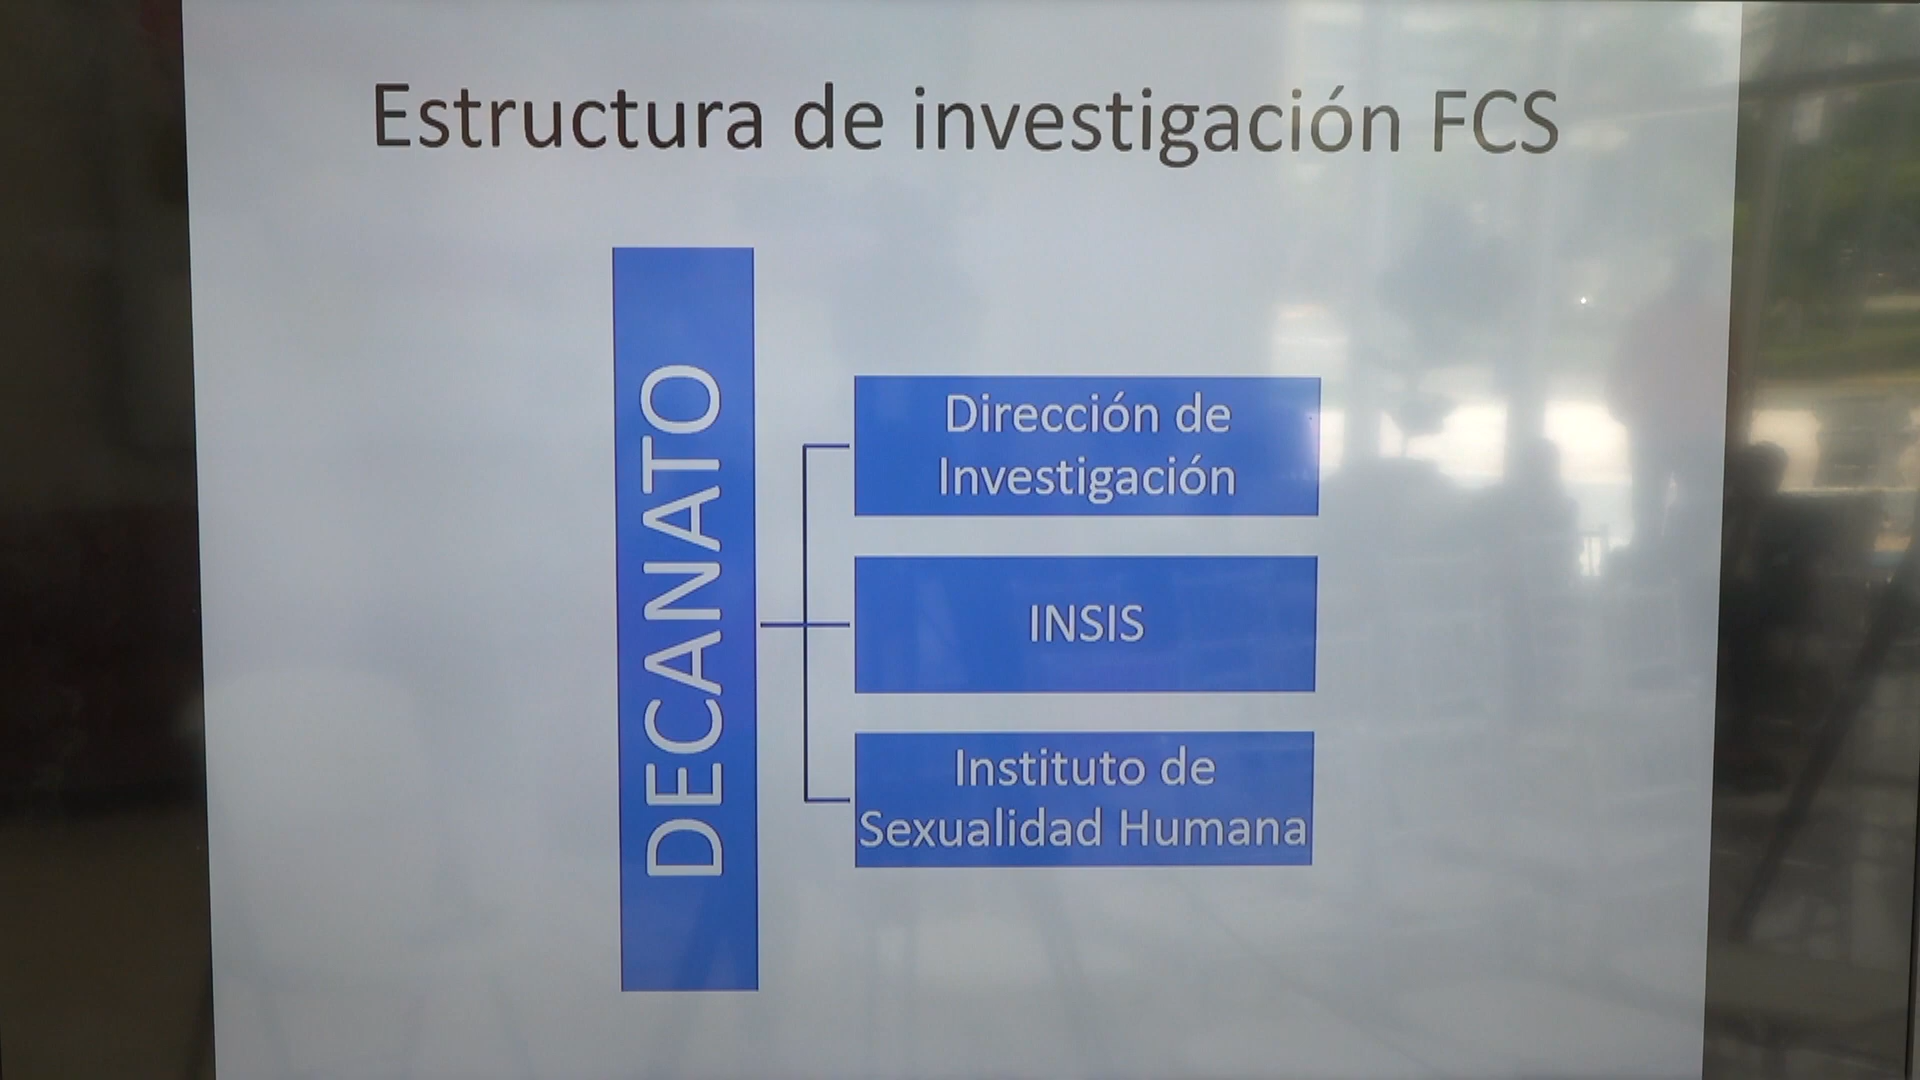 Estructura de investigación FCS
DECANATO
Dirección de
Investigación
INSIS
Instituto de
Sexualidad Humana